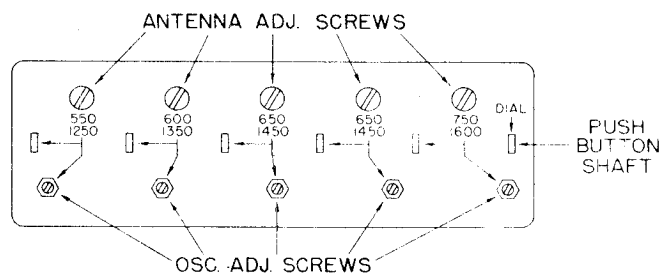 ANTENNA ADJ. SCREWS
550 600 650 650 750
1250 1350 1450 1450 1600
DIAL
PUSH
BUTTON
SHAFT
OSC. ADJ. SCREWS